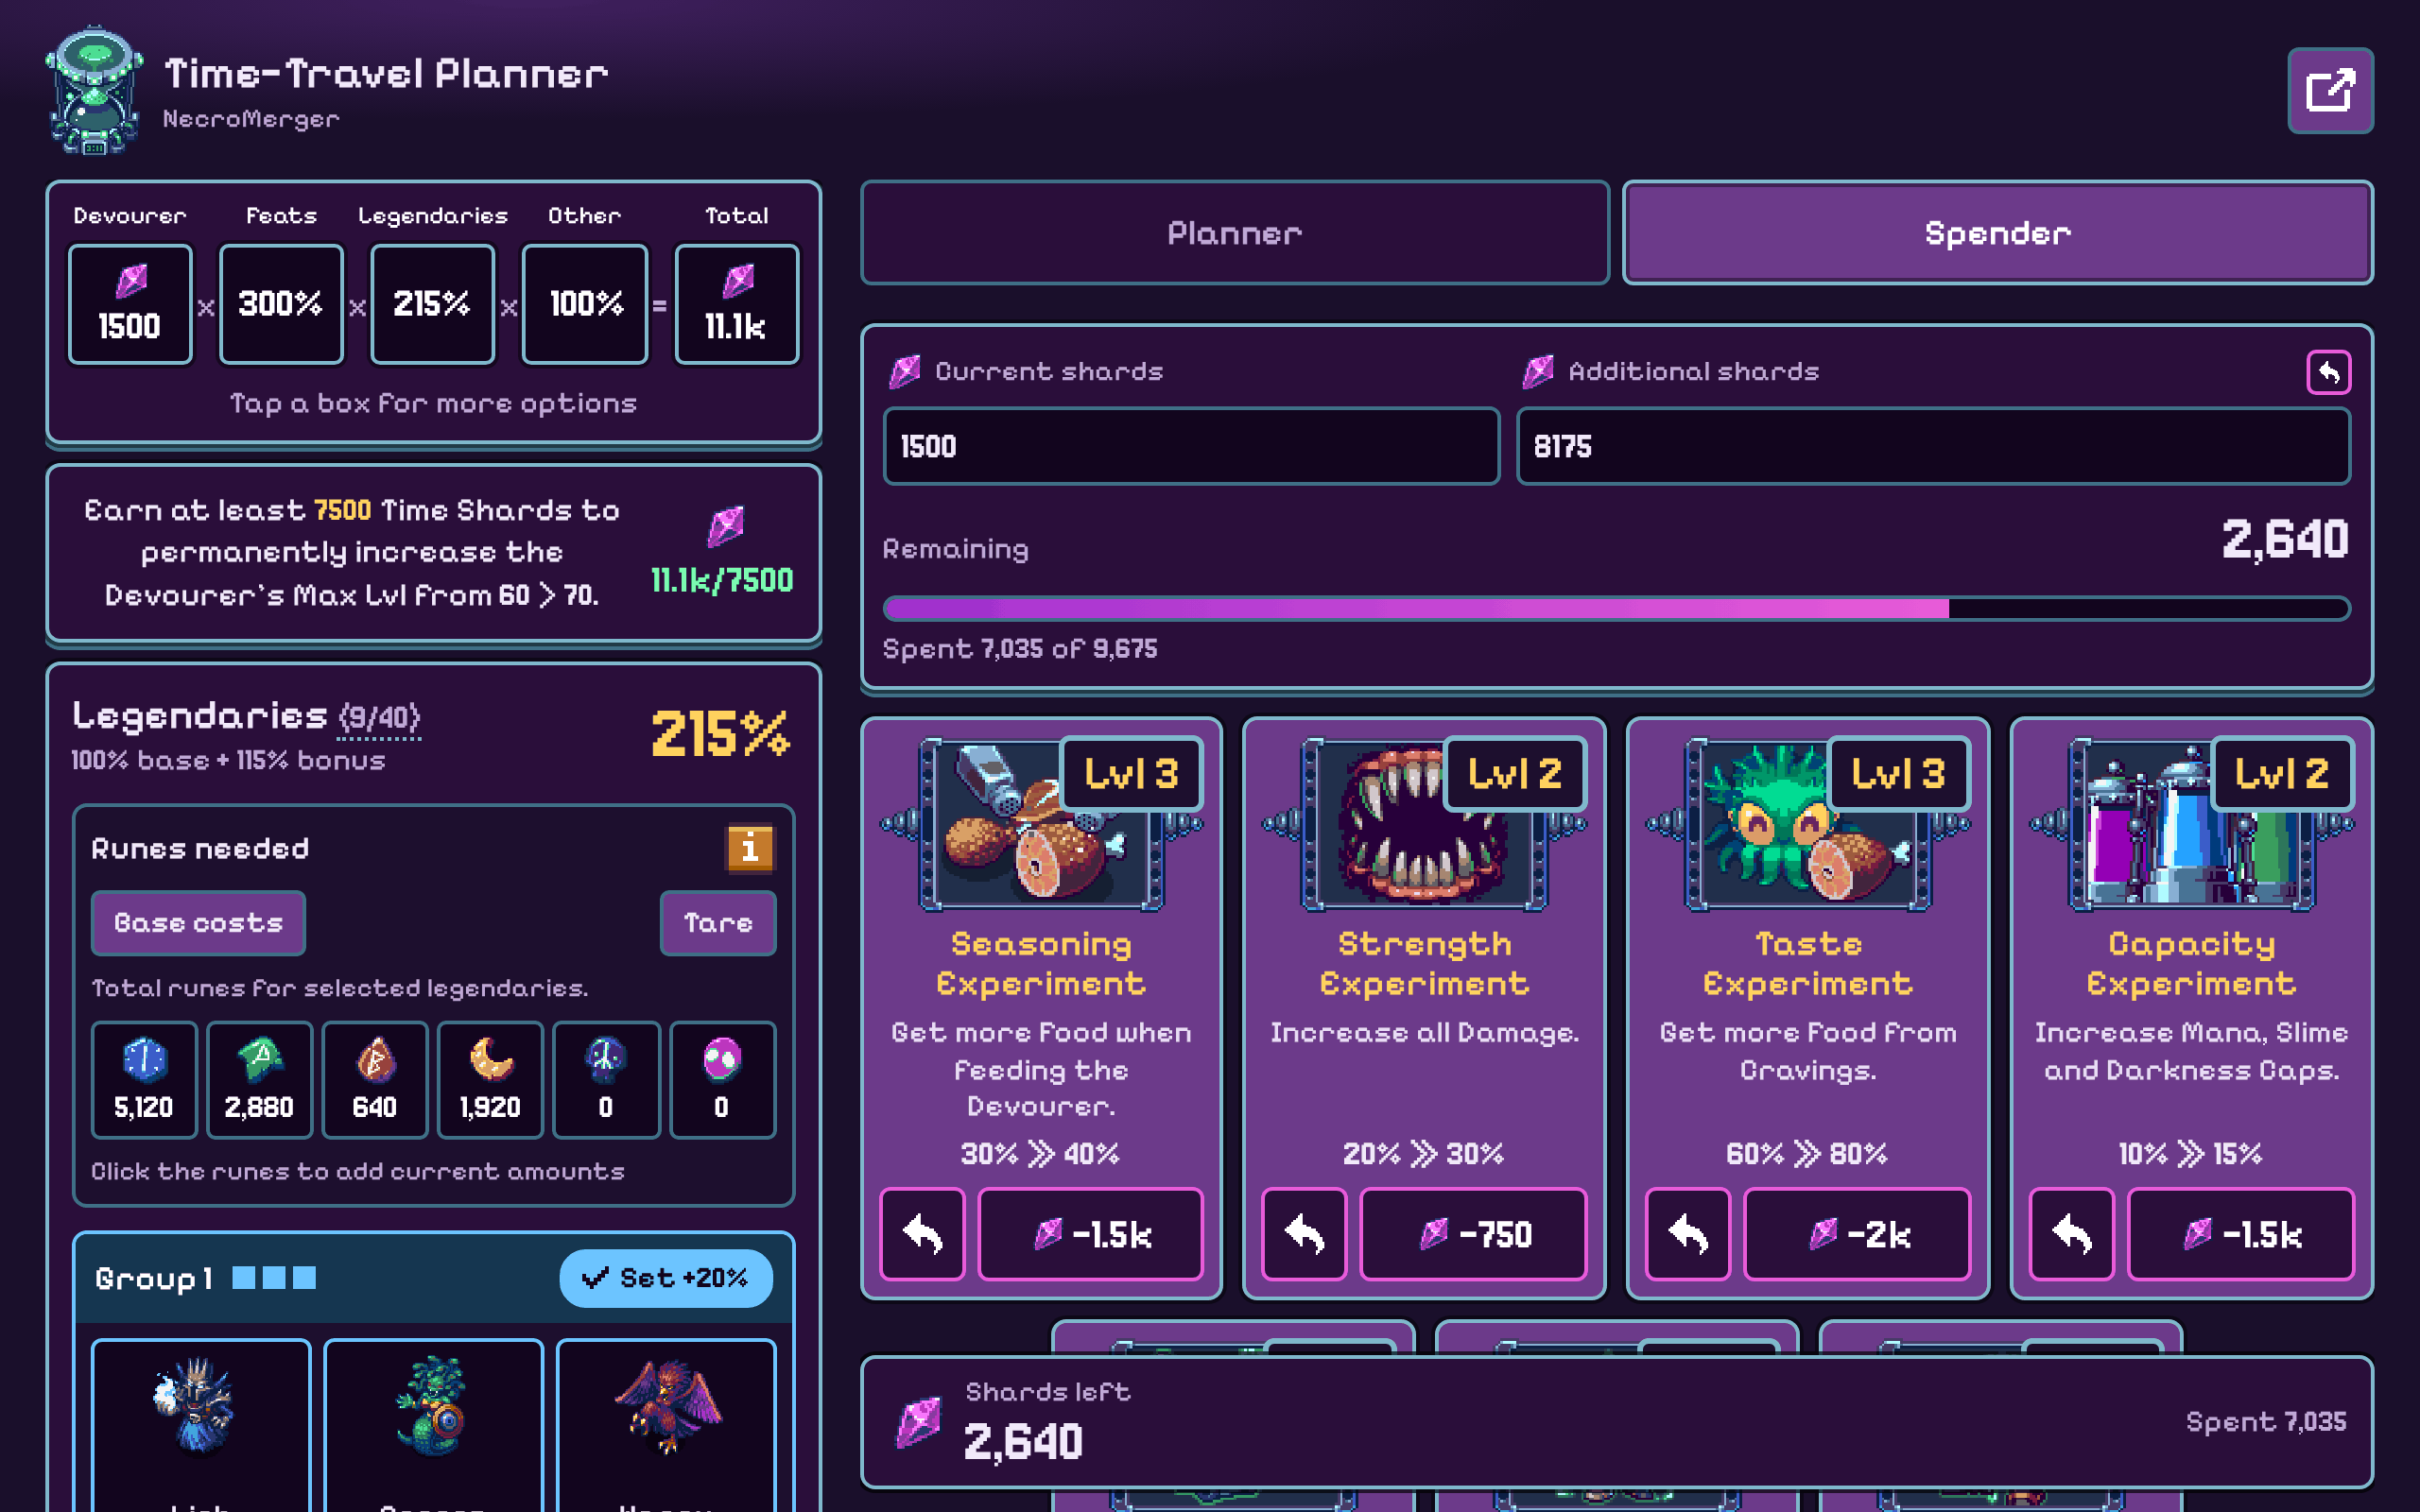 Time-Travel Planner
NecroMerger
Devourer Feats Legendaries Other Total
1500 x 300% x 215% x 100% = 11.1k
Tap a box for more options
Earn at least 7500 Time Shards to
permanently increase the
Devourer's Max Lvl from 60 > 70.
11.1k/7500
Legendaries (9/40)
100% base + 115% bonus
215%
Runes needed
i
Base costs
Tare
Total runes for selected legendaries.
5,120 2,880 640 1,920 0 0
Click the runes to add current amounts
Group 1
Set +20%
Planner
Spender
Current shards
1500
Additional shards
8175
Remaining
2,640
Spent 7,035 of 9,675
Lvl 3
Seasoning
Experiment
Get more Food when
feeding the
Devourer.
30% >> 40%
-1.5k
Lvl 2
Strength
Experiment
Increase all Damage.
20% >> 30%
-750
Lvl 3
Taste
Experiment
Get more Food from
Cravings.
60% >> 80%
-2k
Lvl 2
Capacity
Experiment
Increase Mana, Slime
and Darkness Caps.
10% >> 15%
-1.5k
Shards left
2,640
Spent 7,035